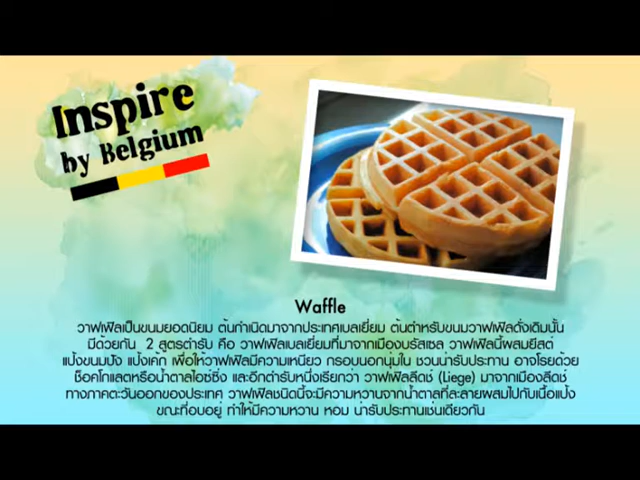 Inspire
by Belgium
Waffle
วาฟเฟิลเป็นขนมยอดนิยม ต้นกำเนิดมาจากประเทศเบลเยี่ยม ต้นตำหรับขนมวาฟเฟิลดั่งเดิมนั้น
มีด้วยกัน 2 สูตรตำรับ คือ วาฟเฟิลเบลเยี่ยมที่มาจากเมืองบรัสเซล วาฟเฟิลนี้ผสมยีสต์
แป้งขนมปัง แป้งเค้ก เพื่อให้วาฟเฟิลมีความเหนียว กรอบนอกนุ่มใน ชวนน่ารับประทาน อาจโรยด้วย
ช็อคโกแลตหรือน้ำตาลไอซ์ซิ่ง และอีกตำรับหนึ่งเรียกว่า วาฟเฟิลลีดช์ (Liege) มาจากเมืองลีดช์
ทางภาคตะวันออกของประเทศ วาฟเฟิลชนิดนี้จะมีความหวานจากน้ำตาลที่ละลายผสมไปกับเนื้อแป้ง
ขณะที่อบอยู่ ทำให้มีความหวาน หอม น่ารับประทานเช่นเดียวกัน